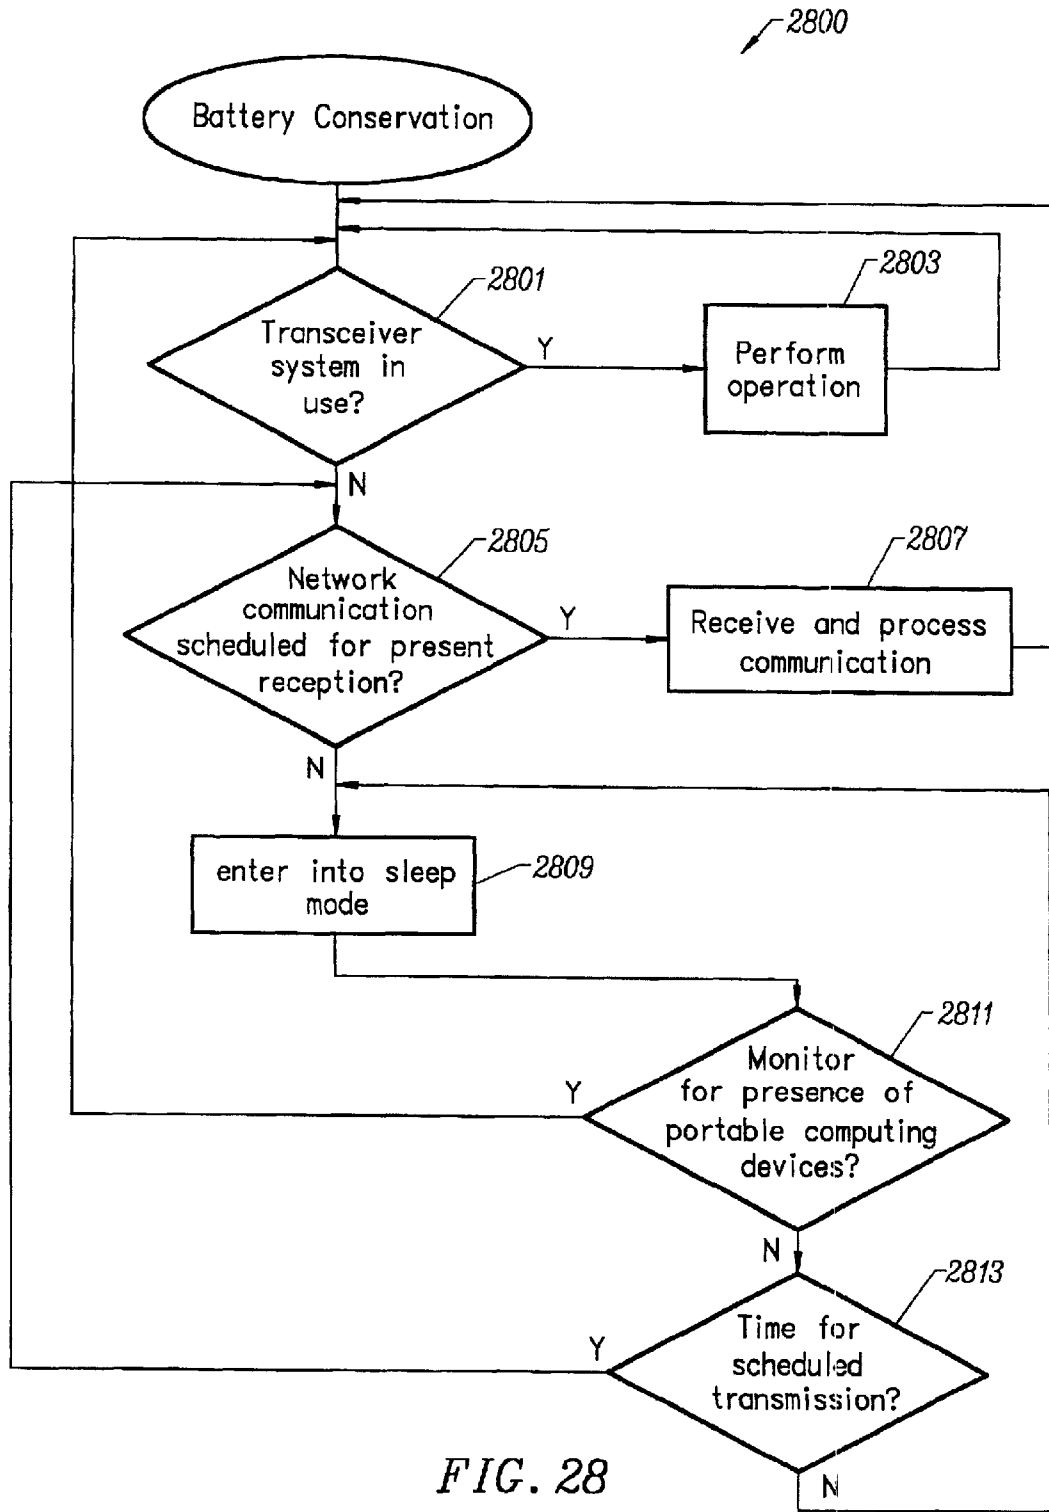 2800
Battery Conservation
2801
Transceiver
system in
use?
Y
2803
Perform
operation
N
2805
Network
communication
scheduled for present
reception?
Y
2807
Receive and process
communication
N
enter into sleep
mode
2809
2811
Monitor
for presence of
portable computing
devices?
Y
N
2813
Time for
scheduled
transmission?
Y
N
FIG. 28